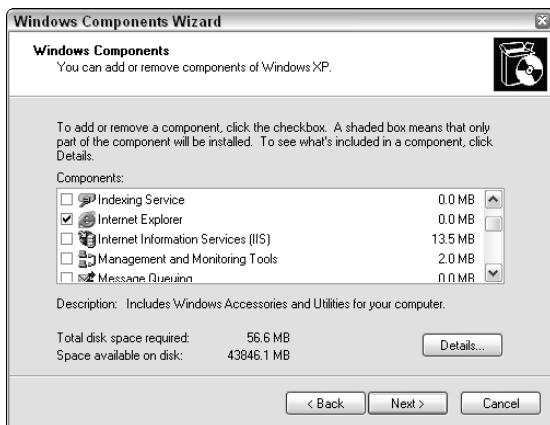 Windows Components Wizard
Windows Components
You can add or remove components of Windows XP.
To add or remove a component, click the checkbox. A shaded box means that only
part of the component will be installed. To see what's included in a component, click
Details.
Components:
Indexing Service 0.0 MB
Internet Explorer 0.0 MB
Internet Information Services (IIS) 13.5 MB
Management and Monitoring Tools 2.0 MB
Message Queuing 0.0 MB
Description: Includes Windows Accessories and Utilities for your computer.
Total disk space required: 56.6 MB
Space available on disk: 43846.1 MB
Details...
< Back Next > Cancel